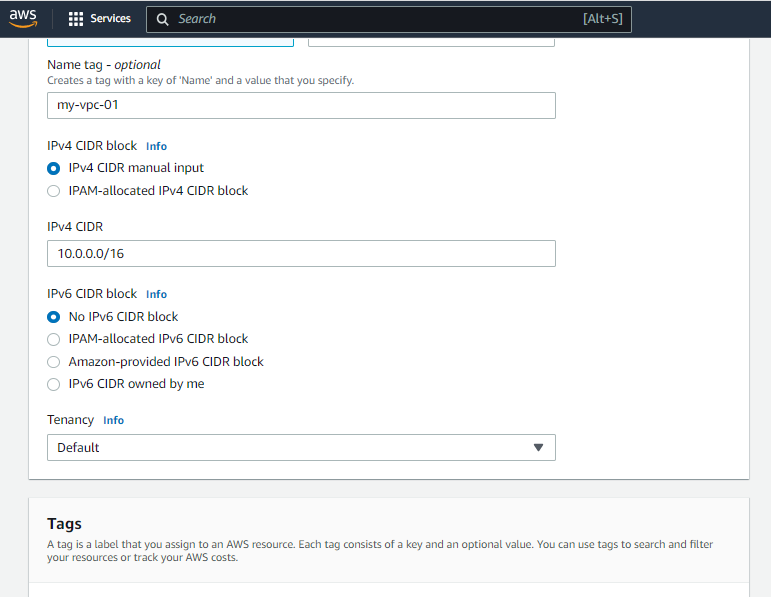 aws Services Search [Alt+S]
Name tag - optional
Creates a tag with a key of 'Name' and a value that you specify.
my-vpc-01
IPv4 CIDR block Info
IPv4 CIDR manual input
IPAM-allocated IPv4 CIDR block
IPv4 CIDR
10.0.0.0/16
IPv6 CIDR block Info
No IPv6 CIDR block
IPAM-allocated IPv6 CIDR block
Amazon-provided IPv6 CIDR block
IPv6 CIDR owned by me
Tenancy Info
Default
Tags
A tag is a label that you assign to an AWS resource. Each tag consists of a key and an optional value. You can use tags to search and filter
your resources or track your AWS costs.